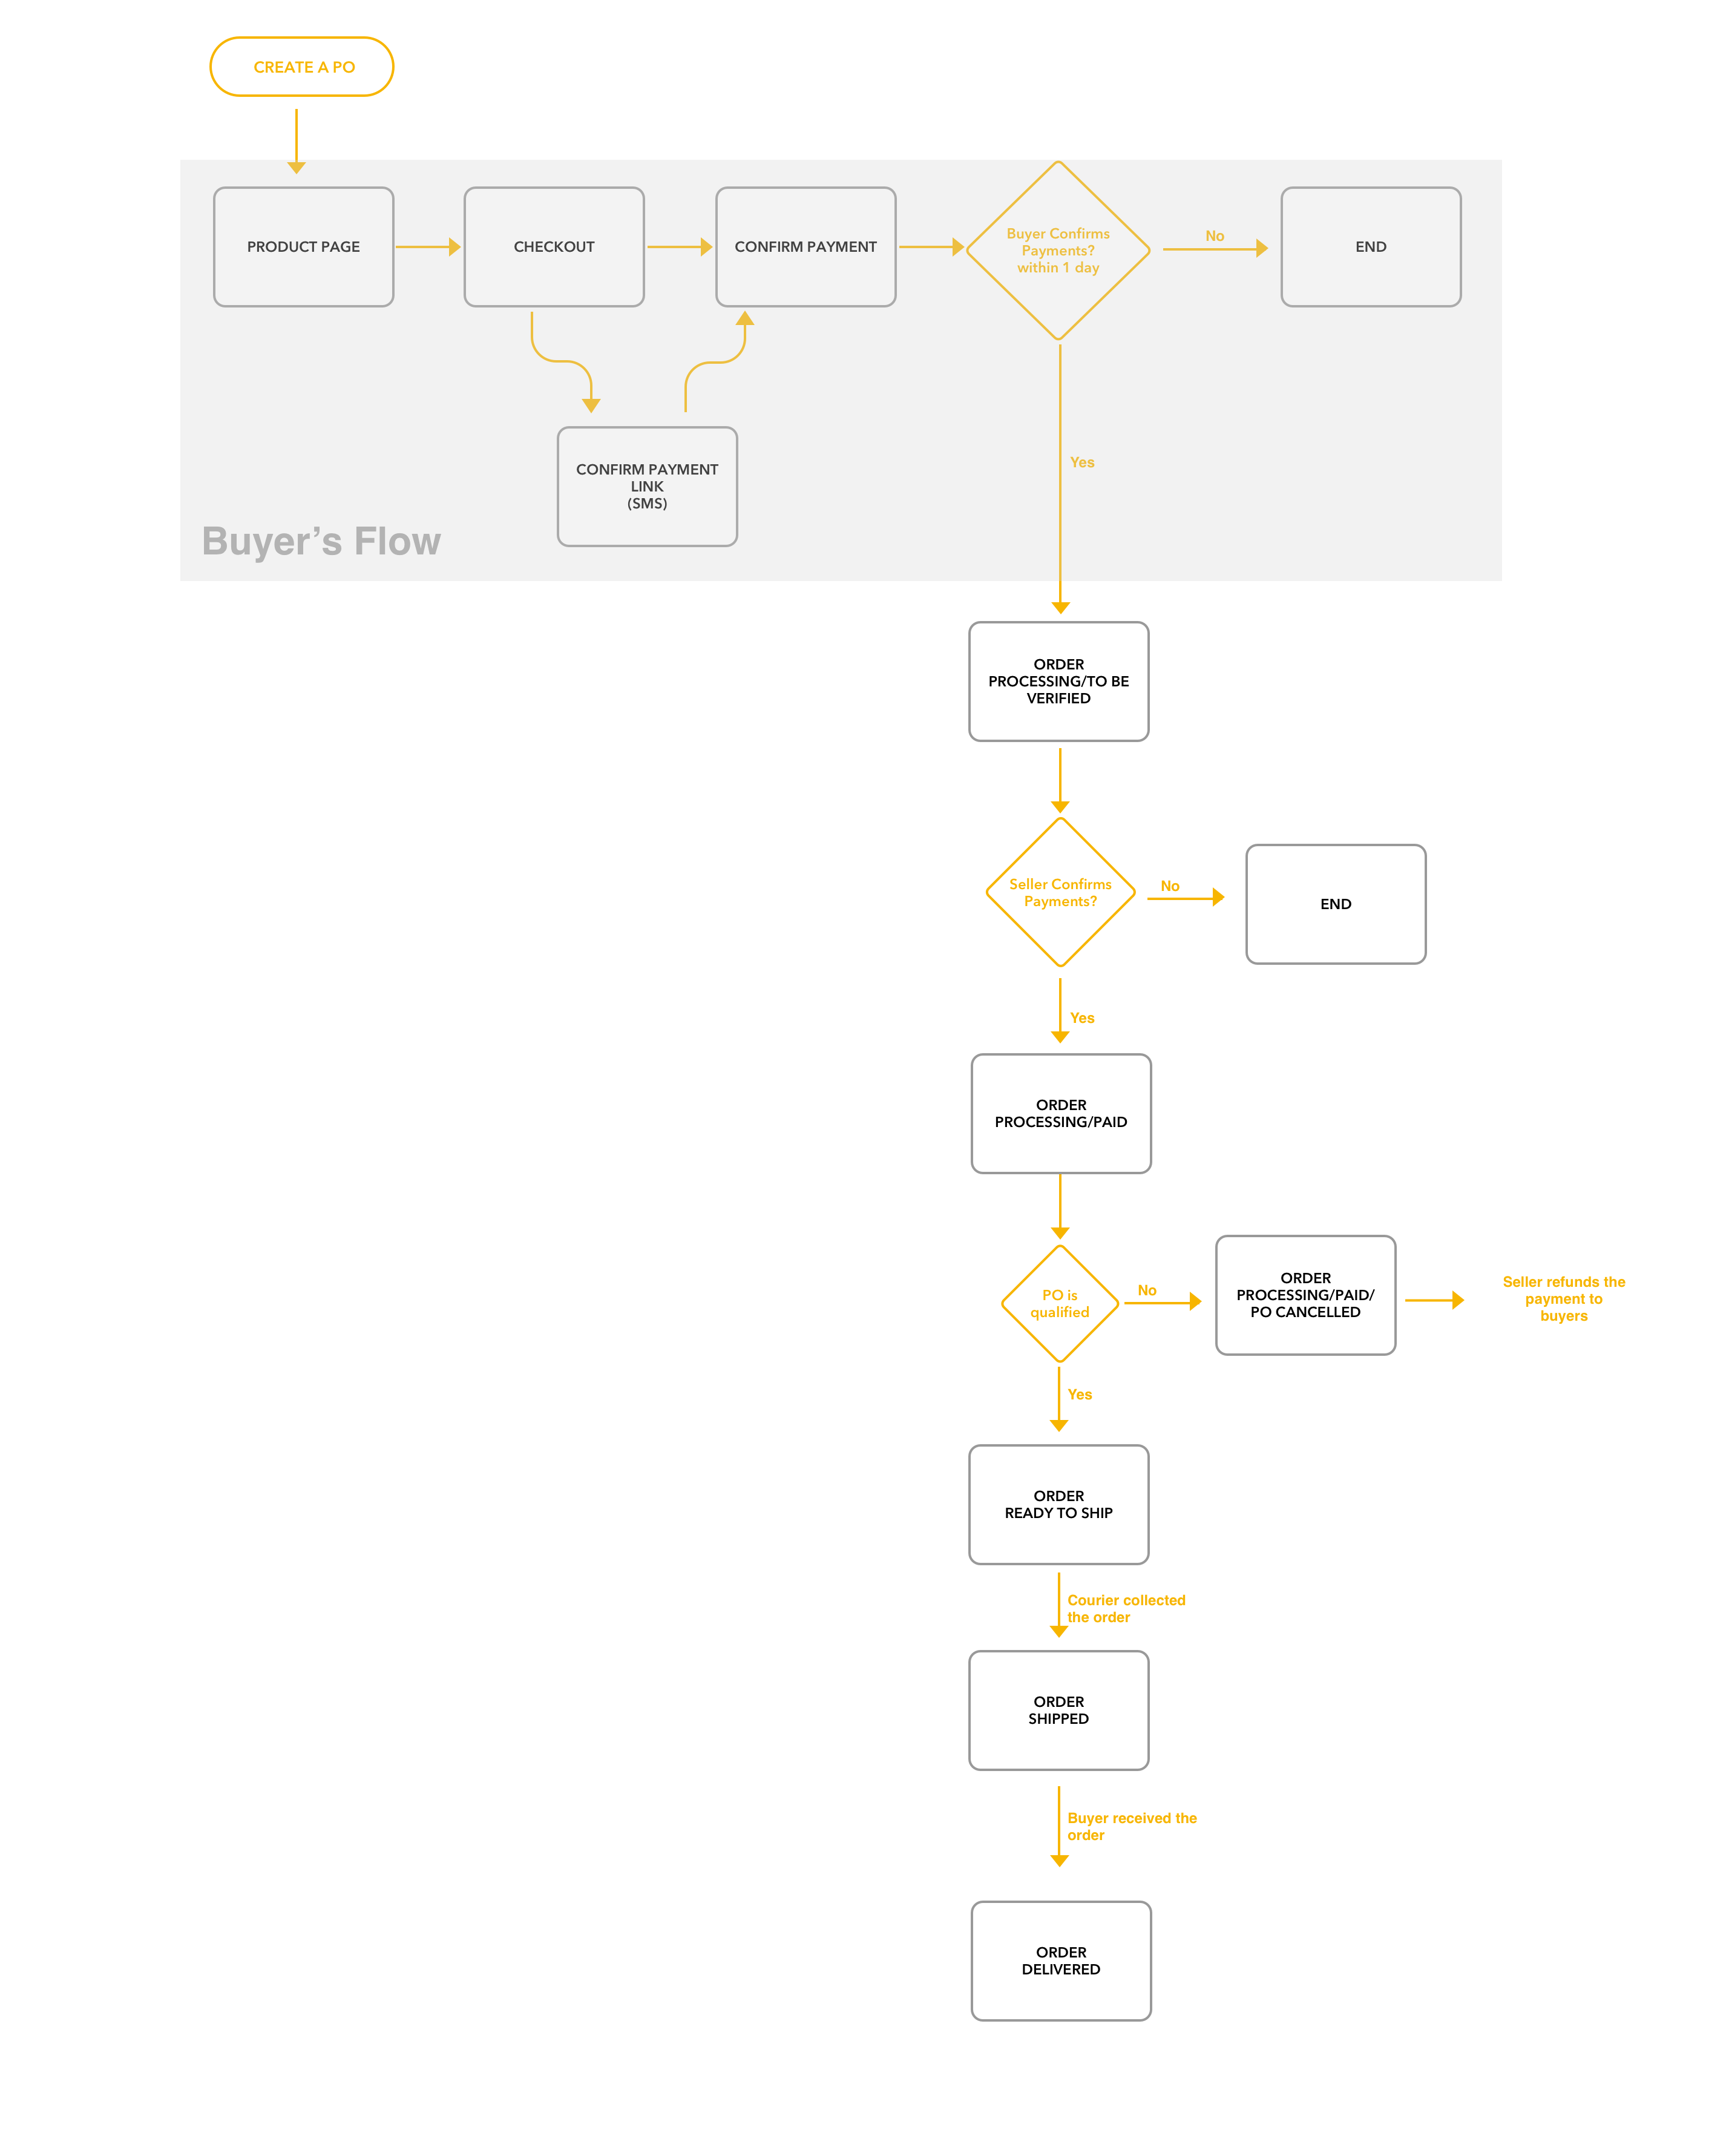 CREATE A PO
PRODUCT PAGE
CHECKOUT
CONFIRM PAYMENT
Buyer Confirms
Payments?
within 1 day
No
END
CONFIRM PAYMENT
LINK
(SMS)
Yes
Buyer’s Flow
ORDER
PROCESSING/TO BE
VERIFIED
Seller Confirms
Payments?
No
END
Yes
ORDER
PROCESSING/PAID
PO is
qualified
No
ORDER
PROCESSING/PAID/
PO CANCELLED
Seller refunds the
payment to
buyers
Yes
ORDER
READY TO SHIP
Courier collected
the order
ORDER
SHIPPED
Buyer received the
order
ORDER
DELIVERED